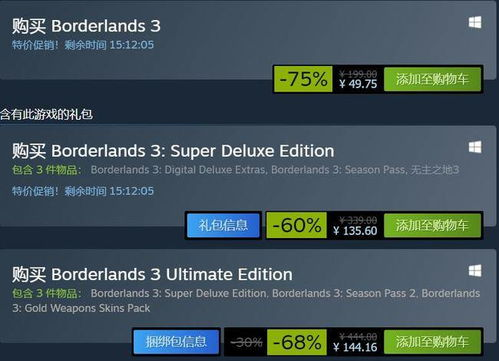 购买 Borderlands 3
特价促销！剩余时间 15:12:05
-75%
¥ 199.00
¥ 49.75
添加至购物车
含有此游戏的礼包
购买 Borderlands 3: Super Deluxe Edition
包含 3 件物品： Borderlands 3: Digital Deluxe Extras, Borderlands 3: Season Pass, 无主之地3
特价促销！剩余时间 15:12:05
礼包信息
-60%
¥ 339.00
¥ 135.60
添加至购物车
购买 Borderlands 3 Ultimate Edition
包含 3 件物品： Borderlands 3: Super Deluxe Edition, Borderlands 3: Season Pass 2, Borderlands
3: Gold Weapons Skins Pack
捆绑包信息
-30%
-68%
¥ 444.00
¥ 144.16
添加至购物车